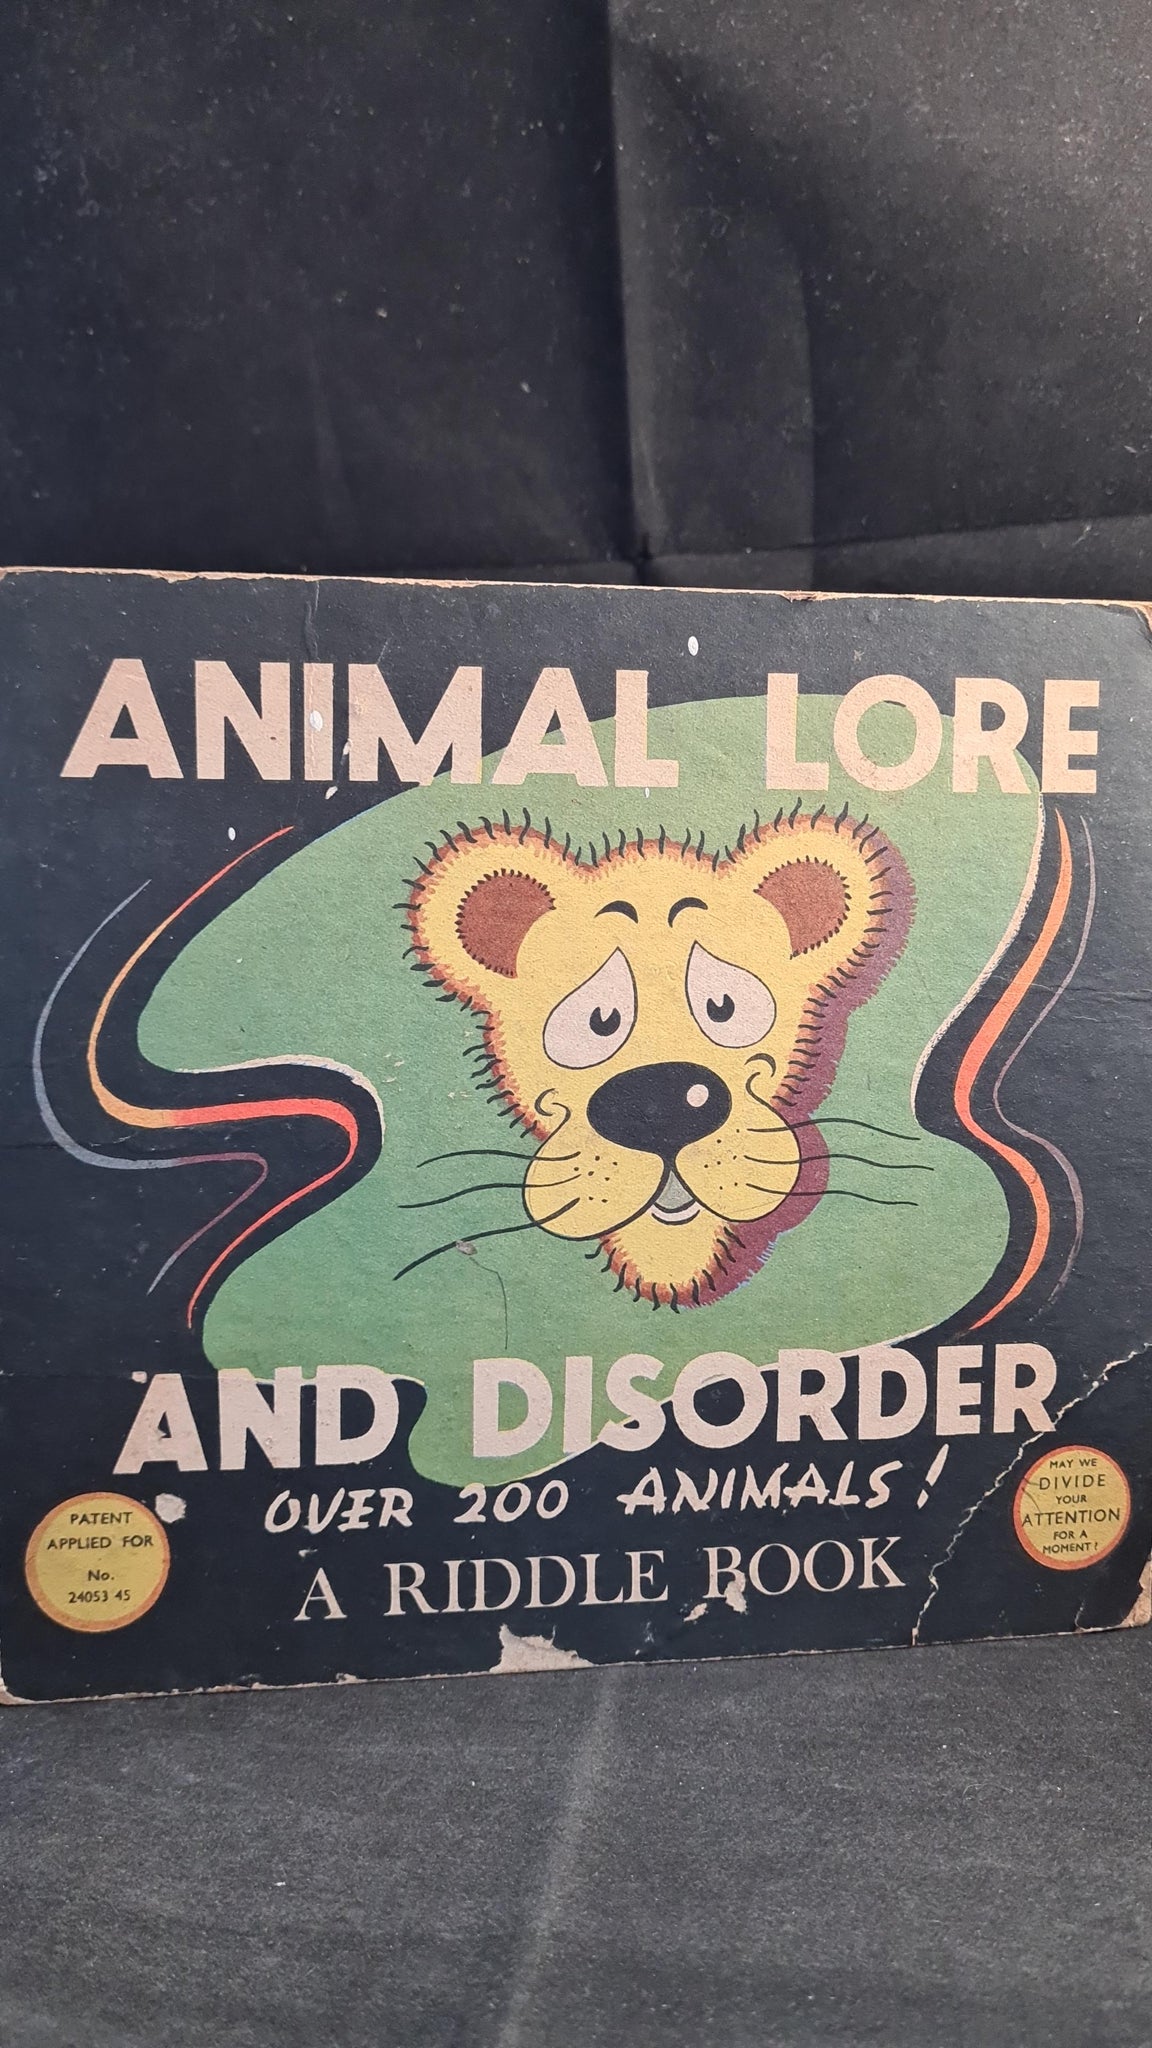 ANIMAL LORE
AND DISORDER
OVER 200 ANIMALS!
A RIDDLE BOOK
PATENT
APPLIED FOR
No.
24053 45
MAY WE
DIVIDE
YOUR
ATTENTION
FOR A
MOMENT?